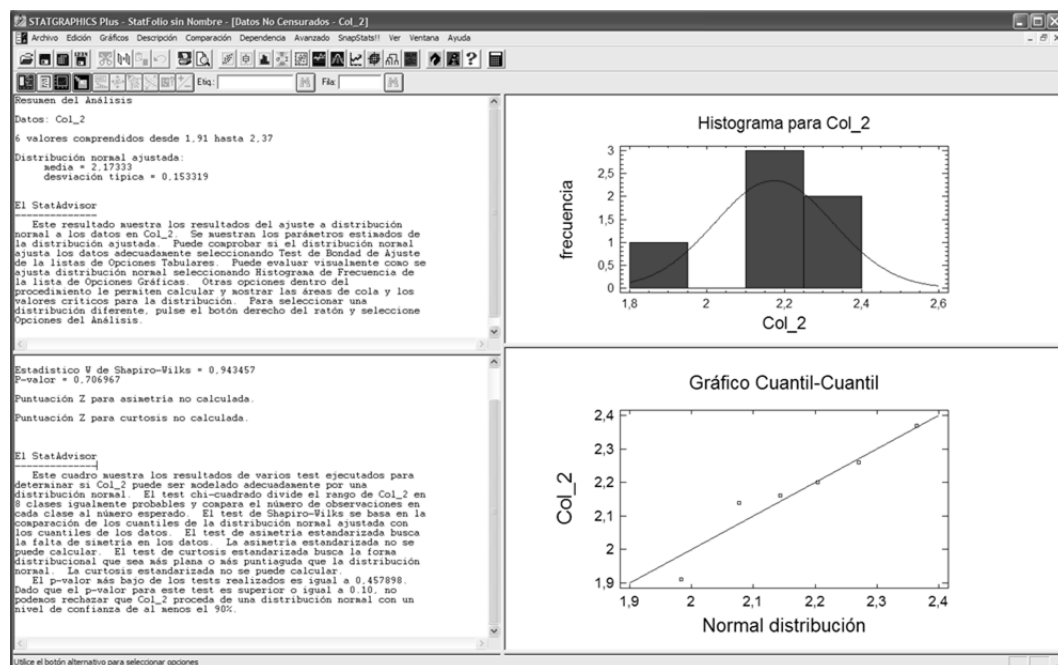 STATGRAPHICS Plus - StatFolio sin Nombre - [Datos No Censurados - Col_2]
Archivo Edición Gráficos Descripción Comparación Dependencia Avanzado SnapStats!! Ver Ventana Ayuda
Etiq.: Fila:
Resumen del Análisis
Datos: Col_2
6 valores comprendidos desde 1,91 hasta 2,37
Distribución normal ajustada:
media = 2,17333
desviación típica = 0,153319
El StatAdvisor
--------------
Este resultado muestra los resultados del ajuste a distribución
normal a los datos en Col_2. Se muestran los parámetros estimados de
la distribución ajustada. Puede comprobar si el distribución normal
ajusta los datos adecuadamente seleccionando Test de Bondad de Ajuste
de la listas de Opciones Tabulares. Puede evaluar visualmente como se
ajusta distribución normal seleccionando Histograma de Frecuencia de
la lista de Opciones Gráficas. Otras opciones dentro del
procedimiento le permiten calcular y mostrar las áreas de cola y los
valores críticos para la distribución. Para seleccionar una
distribución diferente, pulse el botón derecho del ratón y seleccione
Opciones del Análisis.
Histograma para Col_2
frecuencia
3
2,5
2
1,5
1
0,5
0
1,8 2 2,2 2,4 2,6
Col_2
Estadístico W de Shapiro-Wilks = 0,943457
P-valor = 0,706967
Puntuación Z para asimetría no calculada.
Puntuación Z para curtosis no calculada.
El StatAdvisor
--------------
Este cuadro muestra los resultados de varios test ejecutados para
determinar si Col_2 puede ser modelado adecuadamente por una
distribución normal. El test chi-cuadrado divide el rango de Col_2 en
8 clases igualmente probables y compara el número de observaciones en
cada clase al número esperado. El test de Shapiro-Wilks se basa en la
comparación de los cuantiles de la distribución normal ajustada con
los cuantiles de los datos. El test de asimetría estandarizada busca
la falta de simetría en los datos. La asimetría estandarizada no se
puede calcular. El test de curtosis estandarizada busca la forma
distribucional que sea más plana o más puntiaguda que la distribución
normal. La curtosis estandarizada no se puede calcular.
El p-valor más bajo de los tests realizados es igual a 0,457898.
Dado que el p-valor para este test es superior o igual a 0.10, no
podemos rechazar que Col_2 proceda de una distribución normal con un
nivel de confianza de al menos el 90%.
Gráfico Cuantil-Cuantil
Col_2
2,4
2,3
2,2
2,1
2
1,9
1,9 2 2,1 2,2 2,3 2,4
Normal distribución
Utilice el botón alternativo para seleccionar opciones